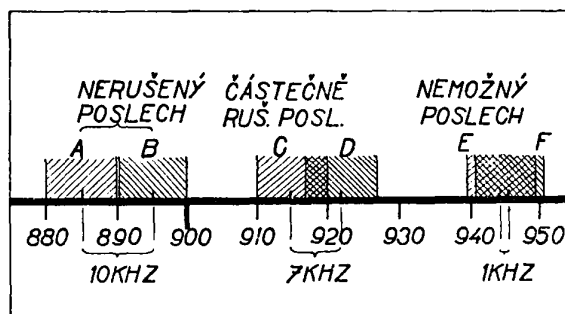 NERUŠENÝ POSLECH
ČÁSTEČNĚ RUŠ. POSL.
NEMOŽNÝ POSLECH
A B C D E F
880 890 900 910 920 930 940 950
10KHZ 7KHZ 1KHZ